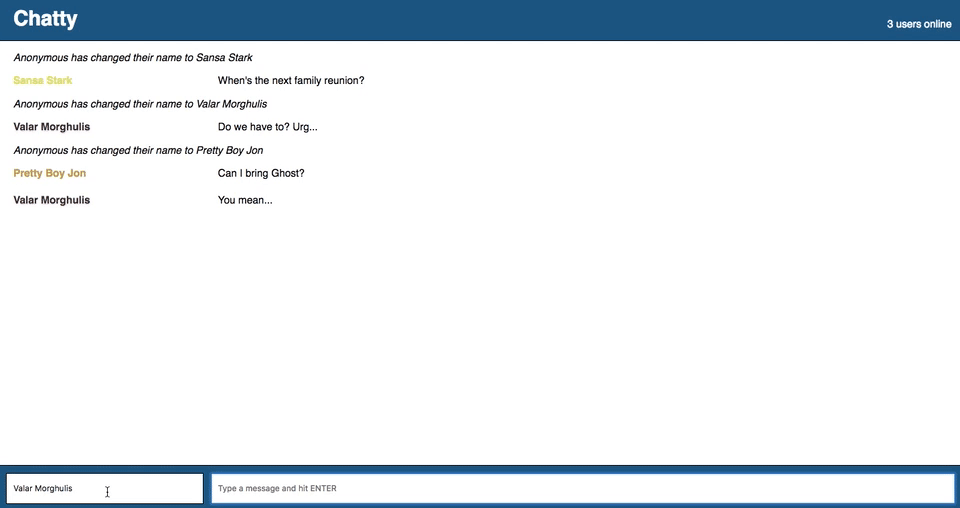 Chatty
3 users online
Anonymous has changed their name to Sansa Stark
Sansa Stark When's the next family reunion?
Anonymous has changed their name to Valar Morghulis
Valar Morghulis Do we have to? Urg...
Anonymous has changed their name to Pretty Boy Jon
Pretty Boy Jon Can I bring Ghost?
Valar Morghulis You mean...
Valar Morghulis Type a message and hit ENTER